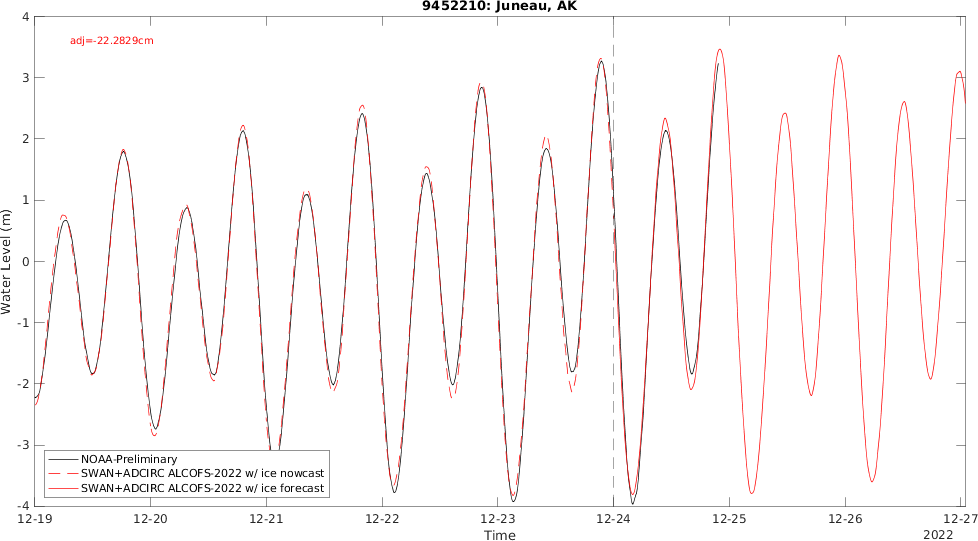 9452210: Juneau, AK
adj=-22.2829cm
4
3
2
1
0
-1
-2
-3
-4
Water Level (m)
NOAA-Preliminary
SWAN+ADCIRC ALCOFS-2022 w/ ice nowcast
SWAN+ADCIRC ALCOFS-2022 w/ ice forecast
12-19 12-20 12-21 12-22 12-23 12-24 12-25 12-26 12-27
Time
2022